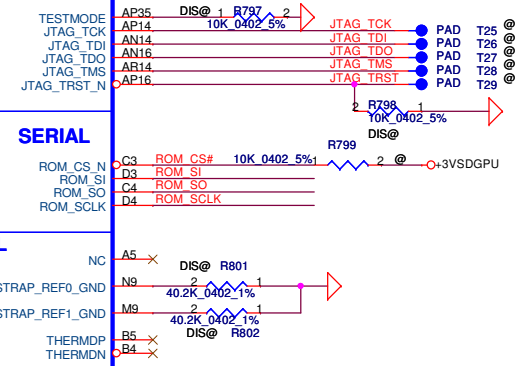 TESTMODE AP35 DIS@ 1 R797 2
JTAG_TCK AP14 10K_0402_5% JTAG_TCK PAD T25 @
JTAG_TDI AN14 JTAG_TDI PAD T26 @
JTAG_TDO AN16 JTAG_TDO PAD T27 @
JTAG_TMS AR14 JTAG_TMS PAD T28 @
JTAG_TRST_N AP16 JTAG_TRST PAD T29 @
2 R798 1
10K_0402_5%
DIS@
SERIAL
R799
ROM_CS_N C3 ROM_CS# 10K_0402_5% 1 2 @ +3VSDGPU
ROM_SI D3 ROM_SI
ROM_SO C4 ROM_SO
ROM_SCLK D4 ROM_SCLK
NC A5
DIS@ R801
STRAP_REF0_GND N9 2 1
40.2K_0402_1%
STRAP_REF1_GND M9 2 1
40.2K_0402_1%
DIS@ R802
THERMDP B5
THERMDN B4